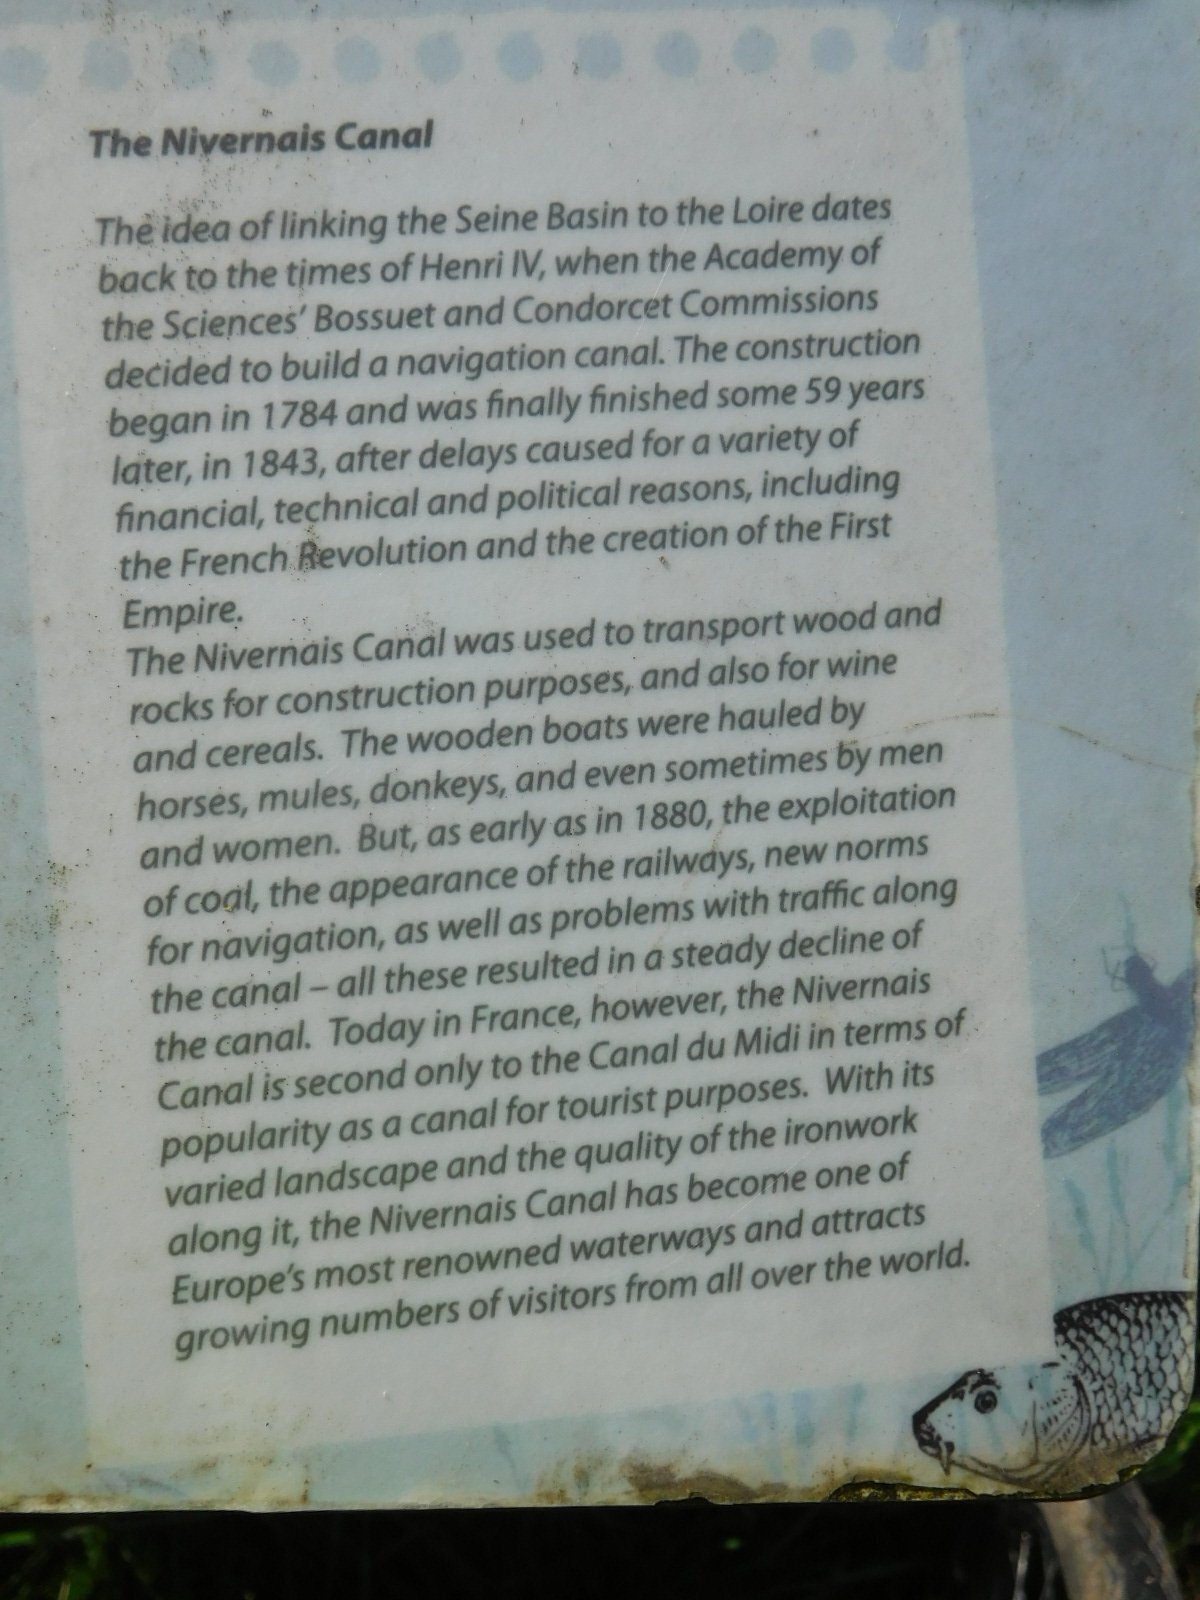 The Nivernais Canal
The idea of linking the Seine Basin to the Loire dates
back to the times of Henri IV, when the Academy of
the Sciences' Bossuet and Condorcet Commissions
decided to build a navigation canal. The construction
began in 1784 and was finally finished some 59 years
later, in 1843, after delays caused for a variety of
financial, technical and political reasons, including
the French Revolution and the creation of the First
Empire.
The Nivernais Canal was used to transport wood and
rocks for construction purposes, and also for wine
and cereals. The wooden boats were hauled by
horses, mules, donkeys, and even sometimes by men
and women. But, as early as in 1880, the exploitation
of coal, the appearance of the railways, new norms
for navigation, as well as problems with traffic along
the canal – all these resulted in a steady decline of
the canal. Today in France, however, the Nivernais
Canal is second only to the Canal du Midi in terms of
popularity as a canal for tourist purposes. With its
varied landscape and the quality of the ironwork
along it, the Nivernais Canal has become one of
Europe's most renowned waterways and attracts
growing numbers of visitors from all over the world.